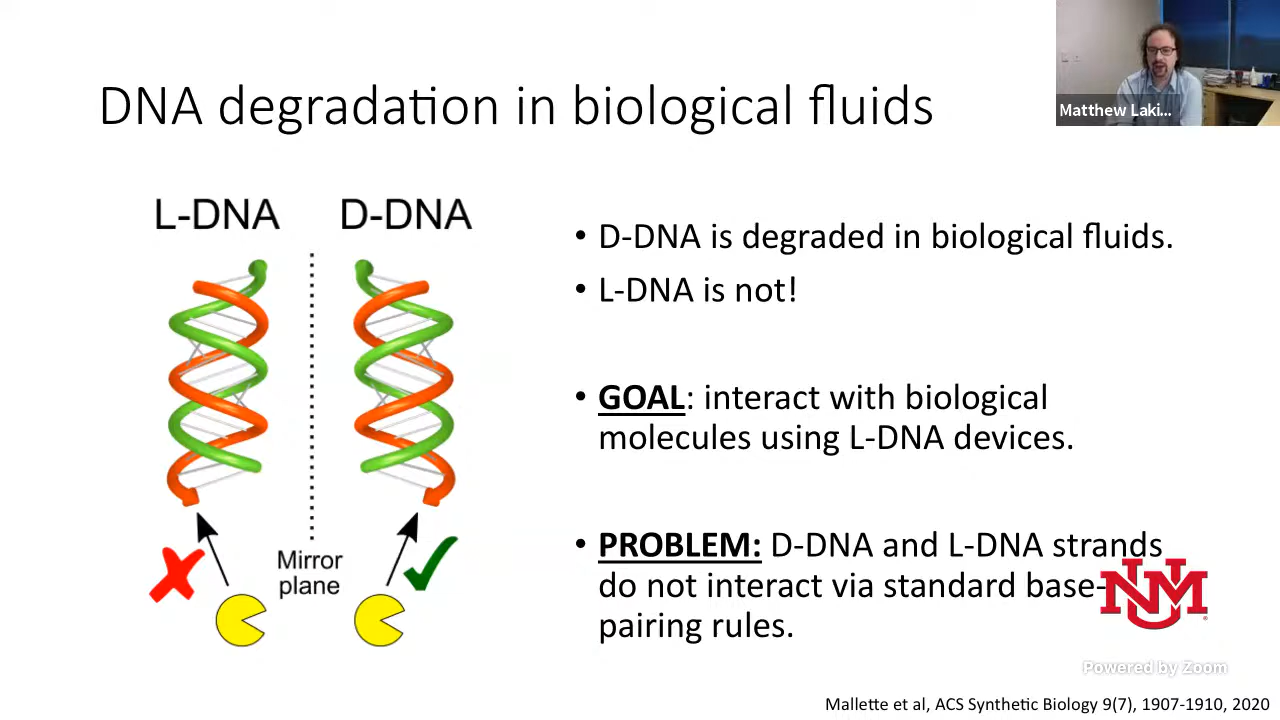 DNA degradation in biological fluids
Matthew Laki...
L-DNA
D-DNA
Mirror
plane
• D-DNA is degraded in biological fluids.
• L-DNA is not!
• GOAL: interact with biological
molecules using L-DNA devices.
• PROBLEM: D-DNA and L-DNA strands
do not interact via standard base-
pairing rules.
UNM
®
Powered by Zoom
Mallette et al, ACS Synthetic Biology 9(7), 1907-1910, 2020